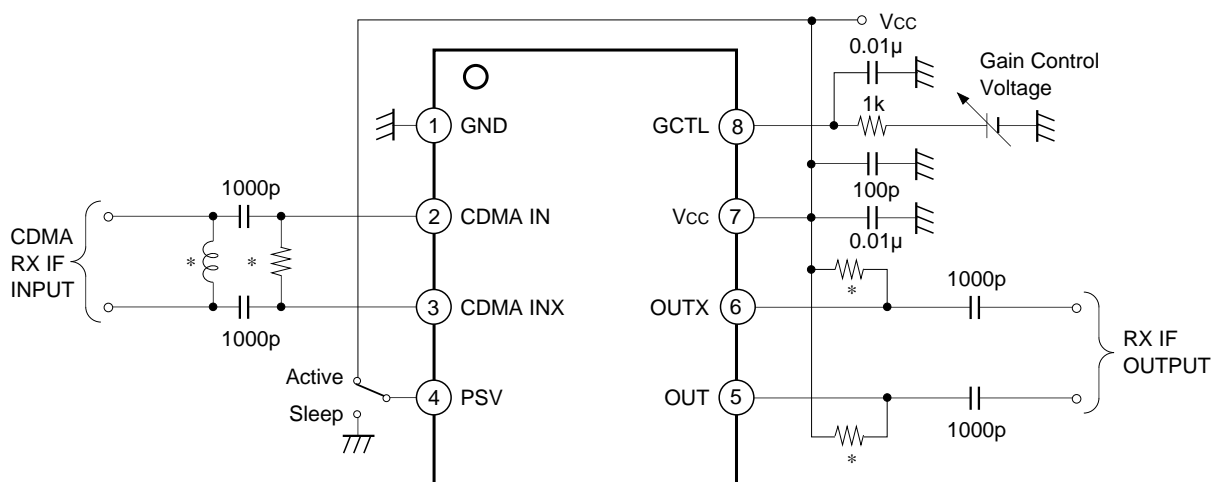 Vcc
0.01µ
Gain Control
Voltage
1k
1
GND
GCTL
8
1000p
100p
2
CDMA IN
Vcc
7
CDMA
RX IF
INPUT
*
*
0.01µ
*
3
CDMA INX
OUTX
6
1000p
1000p
RX IF
OUTPUT
Active
4
PSV
OUT
5
Sleep
1000p
*